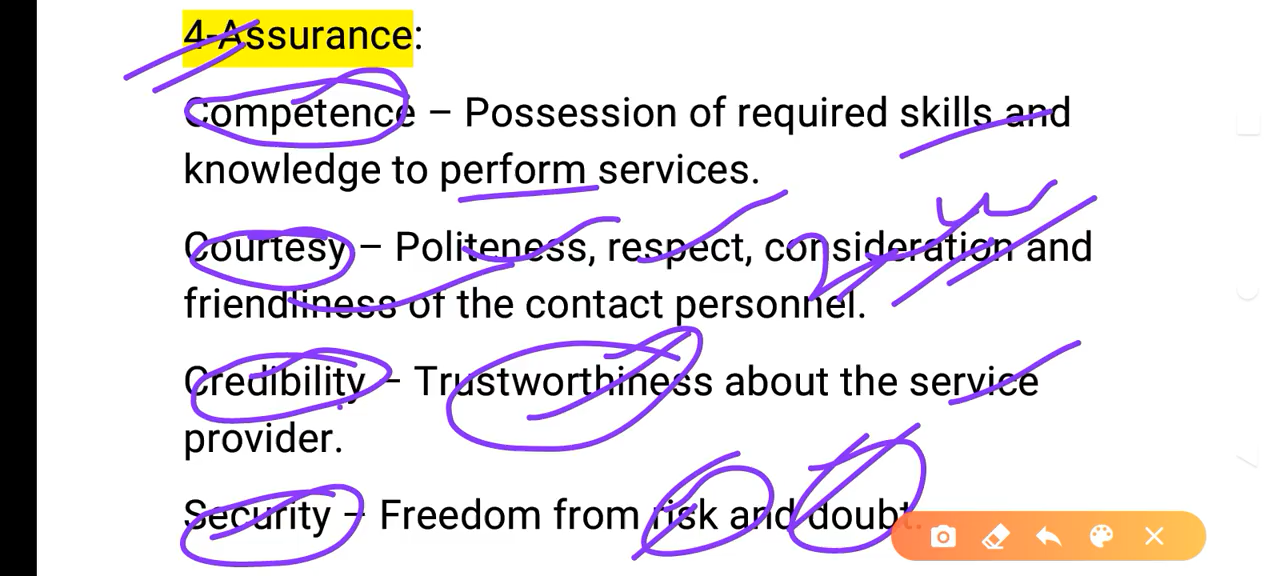 4-Assurance:
Competence – Possession of required skills and
knowledge to perform services.
Courtesy – Politeness, respect, consideration and
friendliness of the contact personnel.
Credibility – Trustworthiness about the service
provider.
Security – Freedom from risk and doubt.